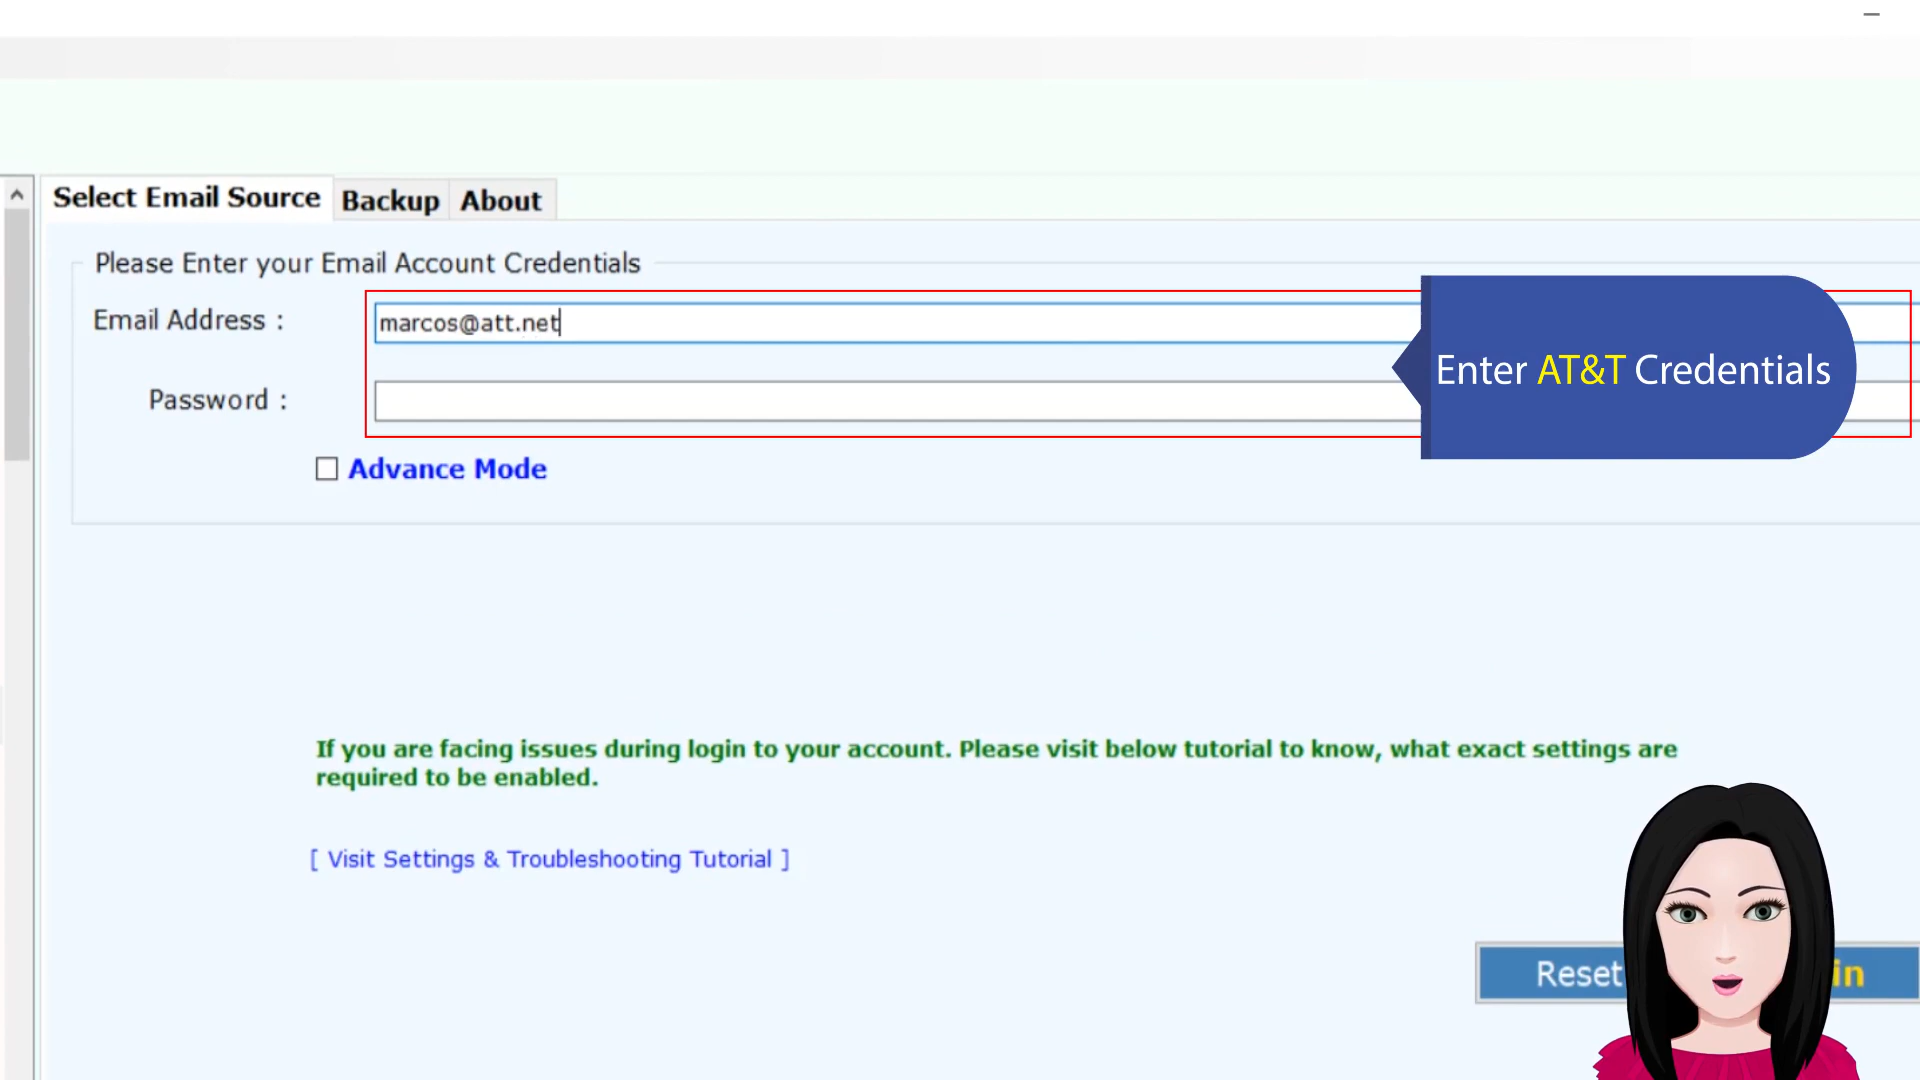 Select Email Source Backup About
Please Enter your Email Account Credentials
Email Address :
marcos@att.net
Enter AT&T Credentials
Password :
Advance Mode
If you are facing issues during login to your account. Please visit below tutorial to know, what exact settings are
required to be enabled.
[ Visit Settings & Troubleshooting Tutorial ]
Reset